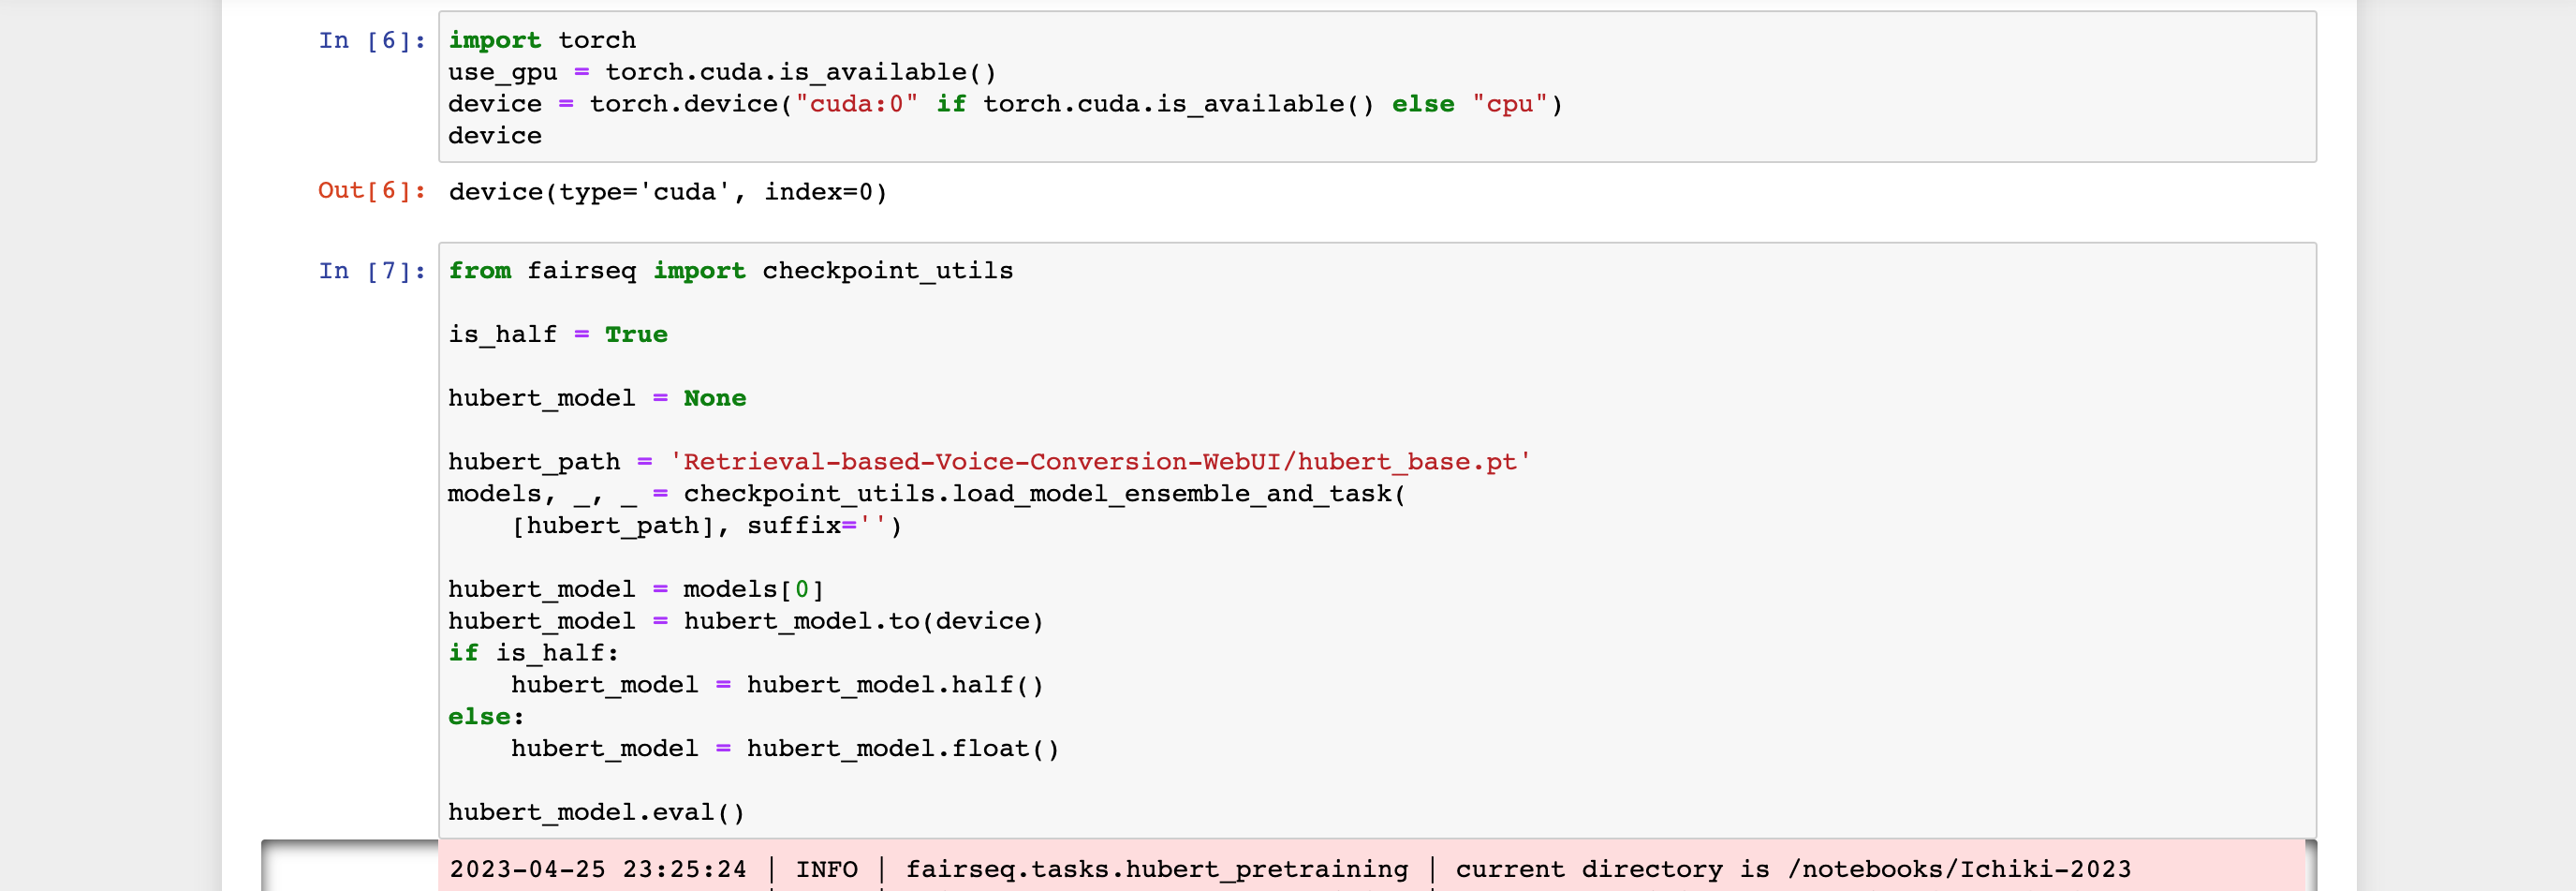 In [6]: import torch
use_gpu = torch.cuda.is_available()
device = torch.device("cuda:0" if torch.cuda.is_available() else "cpu")
device
Out[6]: device(type='cuda', index=0)
In [7]: from fairseq import checkpoint_utils
is_half = True
hubert_model = None
hubert_path = 'Retrieval-based-Voice-Conversion-WebUI/hubert_base.pt'
models, _, _ = checkpoint_utils.load_model_ensemble_and_task(
    [hubert_path], suffix='')
hubert_model = models[0]
hubert_model = hubert_model.to(device)
if is_half:
    hubert_model = hubert_model.half()
else:
    hubert_model = hubert_model.float()
hubert_model.eval()
2023-04-25 23:25:24 | INFO | fairseq.tasks.hubert_pretraining | current directory is /notebooks/Ichiki-2023